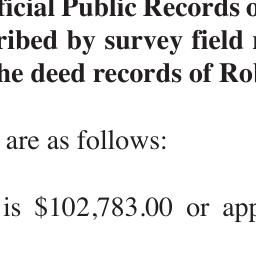 ficial Public Records o
ribed by survey field
he deed records of Ro
are as follows:
is $102,783.00 or app